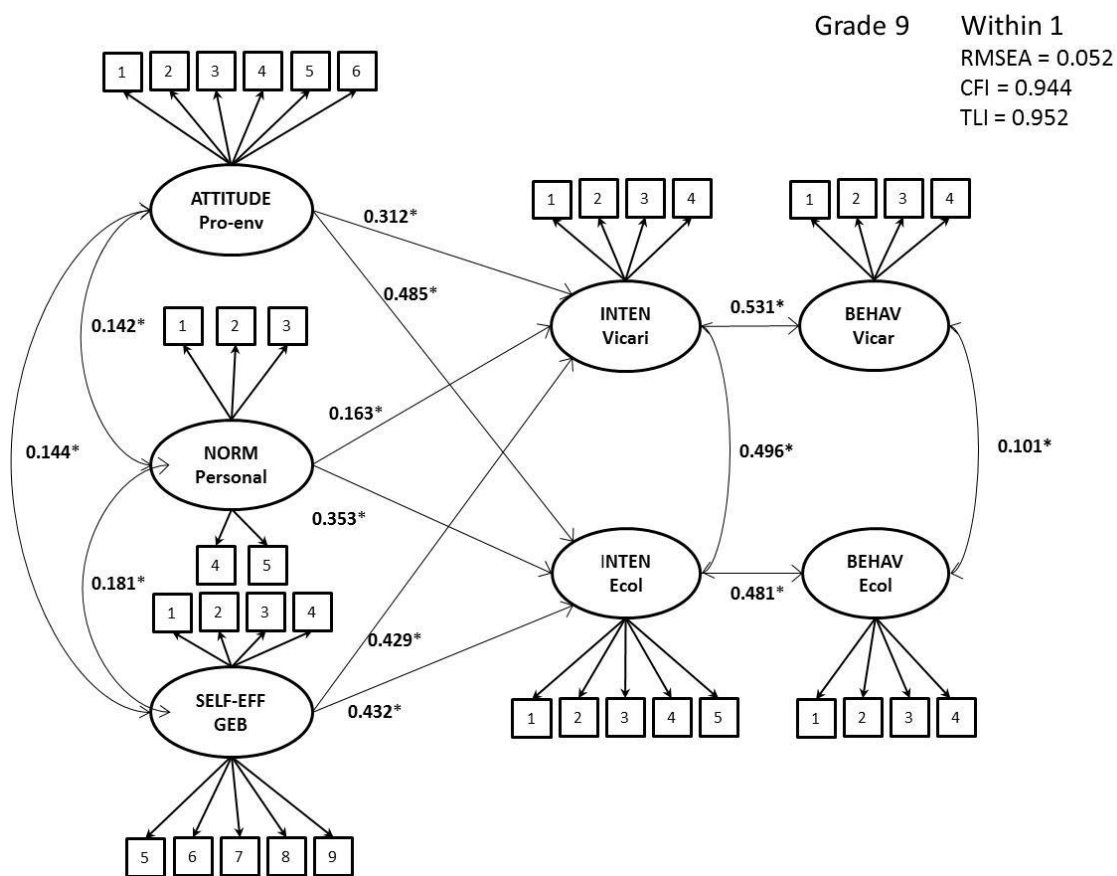 Grade 9 Within 1
RMSEA = 0.052
CFI = 0.944
TLI = 0.952
1 2 3 4 5 6
ATTITUDE
Pro-env
0.312*
0.485*
1 2 3 4
INTEN
Vicari
0.531*
1 2 3 4
BEHAV
Vicar
0.142*
1 2 3
NORM
Personal
0.163*
0.353*
4 5
0.144*
0.496*
0.101*
0.181*
1 2 3 4
SELF-EFF
GEB
0.429*
0.432*
5 6 7 8 9
INTEN
Ecol
0.481*
1 2 3 4 5
BEHAV
Ecol
1 2 3 4